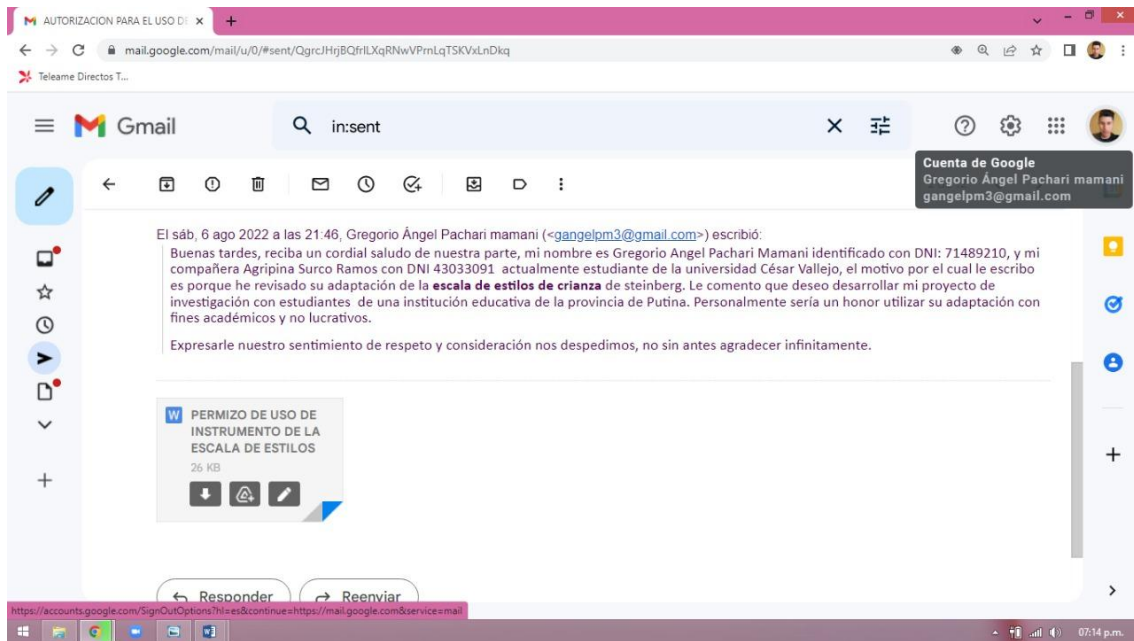 AUTORIZACION PARA EL USO DE
mail.google.com/mail/u/0/#sent/QgrcJHrjBQfrlLXqRNwVPrnLqTSKVxLnDkq
Teleame Directos T...
Gmail
in:sent
Cuenta de Google
Gregorio Ángel Pachari mamani
gangelpm3@gmail.com
El sáb, 6 ago 2022 a las 21:46, Gregorio Ángel Pachari mamani (<gangelpm3@gmail.com>) escribió:
Buenas tardes, reciba un cordial saludo de nuestra parte, mi nombre es Gregorio Angel Pachari Mamani identificado con DNI: 71489210, y mi
compañera Agripina Surco Ramos con DNI 43033091 actualmente estudiante de la universidad César Vallejo, el motivo por el cual le escribo
es porque he revisado su adaptación de la escala de estilos de crianza de steinberg. Le comento que deseo desarrollar mi proyecto de
investigación con estudiantes de una institución educativa de la provincia de Putina. Personalmente sería un honor utilizar su adaptación con
fines académicos y no lucrativos.
Expresarle nuestro sentimiento de respeto y consideración nos despedimos, no sin antes agradecer infinitamente.
W PERMIZO DE USO DE
INSTRUMENTO DE LA
ESCALA DE ESTILOS
26 KB
Responder
Reenviar
https://accounts.google.com/SignOutOptions?hl=es&continue=https://mail.google.com&service=mail
07:14 p.m.